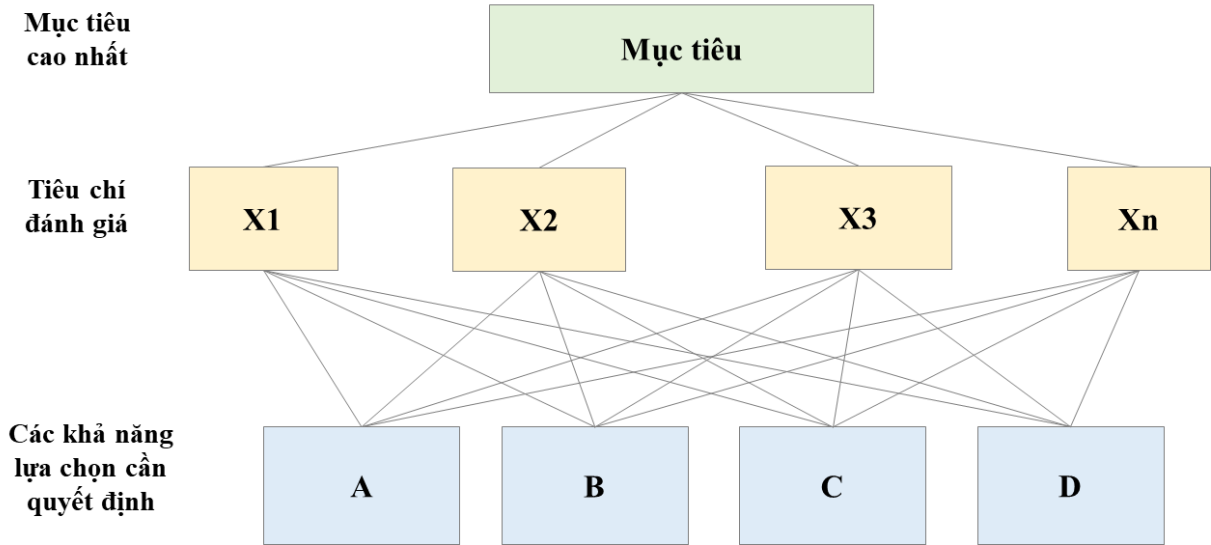 Mục tiêu
cao nhất
Mục tiêu
Tiêu chí
đánh giá
X1
X2
X3
Xn
Các khả năng
lựa chọn cần
quyết định
A
B
C
D